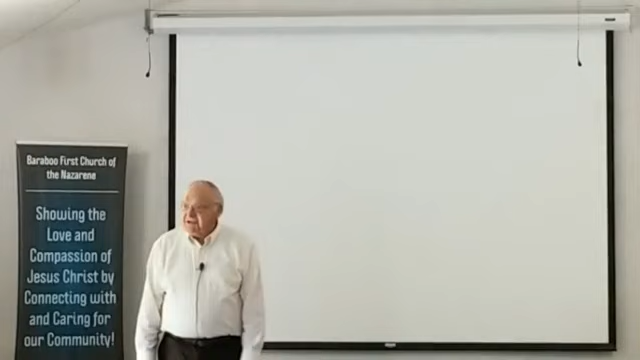 Baraboo First Church of
the Nazarene
Showing the
Love and
Compassion of
Jesus Christ by
Connecting with
and Caring for
our Community!